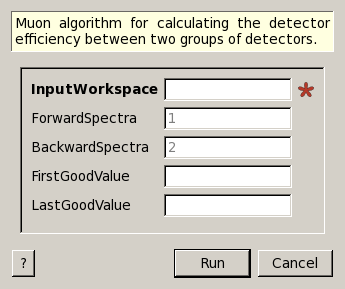 Muon algorithm for calculating the detector
efficiency between two groups of detectors.
InputWorkspace *
ForwardSpectra 1
BackwardSpectra 2
FirstGoodValue
LastGoodValue
? Run Cancel